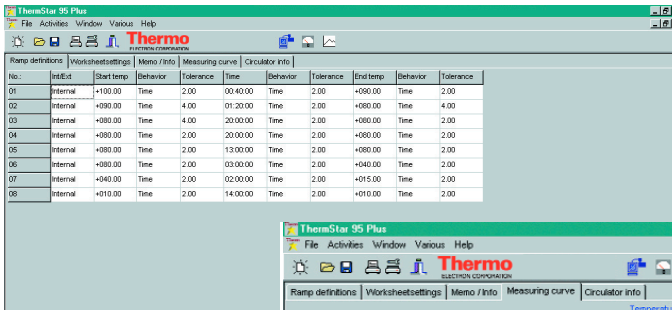 ThermStar 95 Plus
File Activities Window Various Help
Thermo
ELECTRON CORPORATION
Ramp definitions Worksheetsettings Memo / Info Measuring curve Circulator info
No.: Int/Ext Start temp Behavior Tolerance Time Behavior Tolerance End temp Behavior Tolerance
01 Internal +100.00 Time 2.00 00:40:00 Time 2.00 +090.00 Time 2.00
02 Internal +090.00 Time 4.00 01:20:00 Time 2.00 +080.00 Time 4.00
03 Internal +080.00 Time 4.00 20:00:00 Time 2.00 +080.00 Time 2.00
04 Internal +080.00 Time 2.00 20:00:00 Time 2.00 +080.00 Time 2.00
05 Internal +080.00 Time 2.00 13:00:00 Time 2.00 +080.00 Time 2.00
06 Internal +080.00 Time 2.00 03:00:00 Time 2.00 +040.00 Time 2.00
07 Internal +040.00 Time 2.00 02:00:00 Time 2.00 +015.00 Time 2.00
08 Internal +010.00 Time 2.00 14:00:00 Time 2.00 +010.00 Time 2.00
ThermStar 95 Plus
File Activities Window Various Help
Thermo
ELECTRON CORPORATION
Ramp definitions Worksheetsettings Memo / Info Measuring curve Circulator info